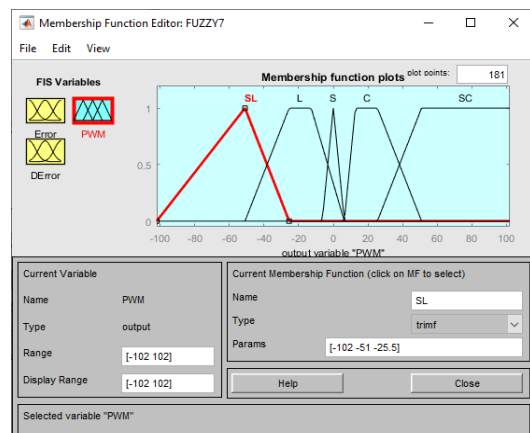 Membership Function Editor: FUZZY7
File Edit View
FIS Variables
Membership function plots
plot points:
181
Error
PWM
DError
SL
L
S
C
SC
1
0.5
0
-100 -80 -60 -40 -20 0 20 40 60 80 100
output variable "PWM"
Current Variable
Name PWM
Type output
Range [-102 102]
Display Range [-102 102]
Current Membership Function (click on MF to select)
Name SL
Type trimf
Params [-102 -51 -25.5]
Help Close
Selected variable "PWM"